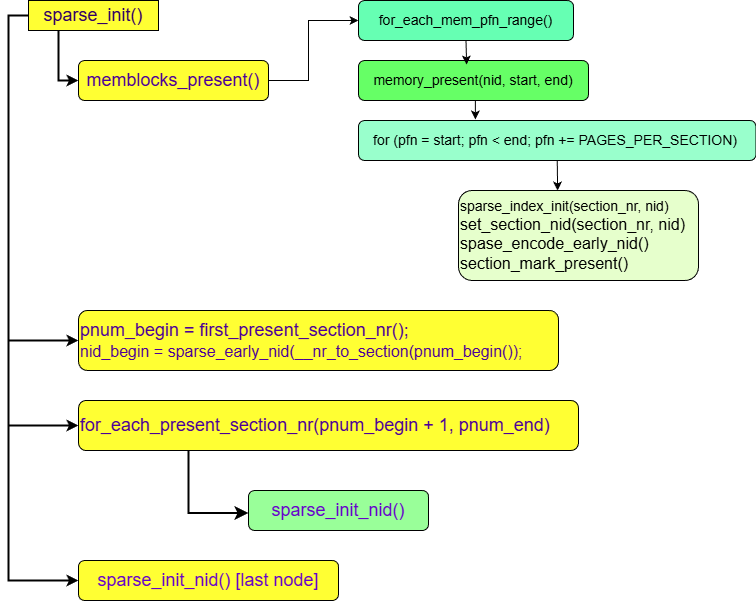 sparse_init()
for_each_mem_pfn_range()
memblocks_present()
memory_present(nid, start, end)
for (pfn = start; pfn < end; pfn += PAGES_PER_SECTION)
sparse_index_init(section_nr, nid)
set_section_nid(section_nr, nid)
spase_encode_early_nid()
section_mark_present()
pnum_begin = first_present_section_nr();
nid_begin = sparse_early_nid(__nr_to_section(pnum_begin());
for_each_present_section_nr(pnum_begin + 1, pnum_end)
sparse_init_nid()
sparse_init_nid() [last node]